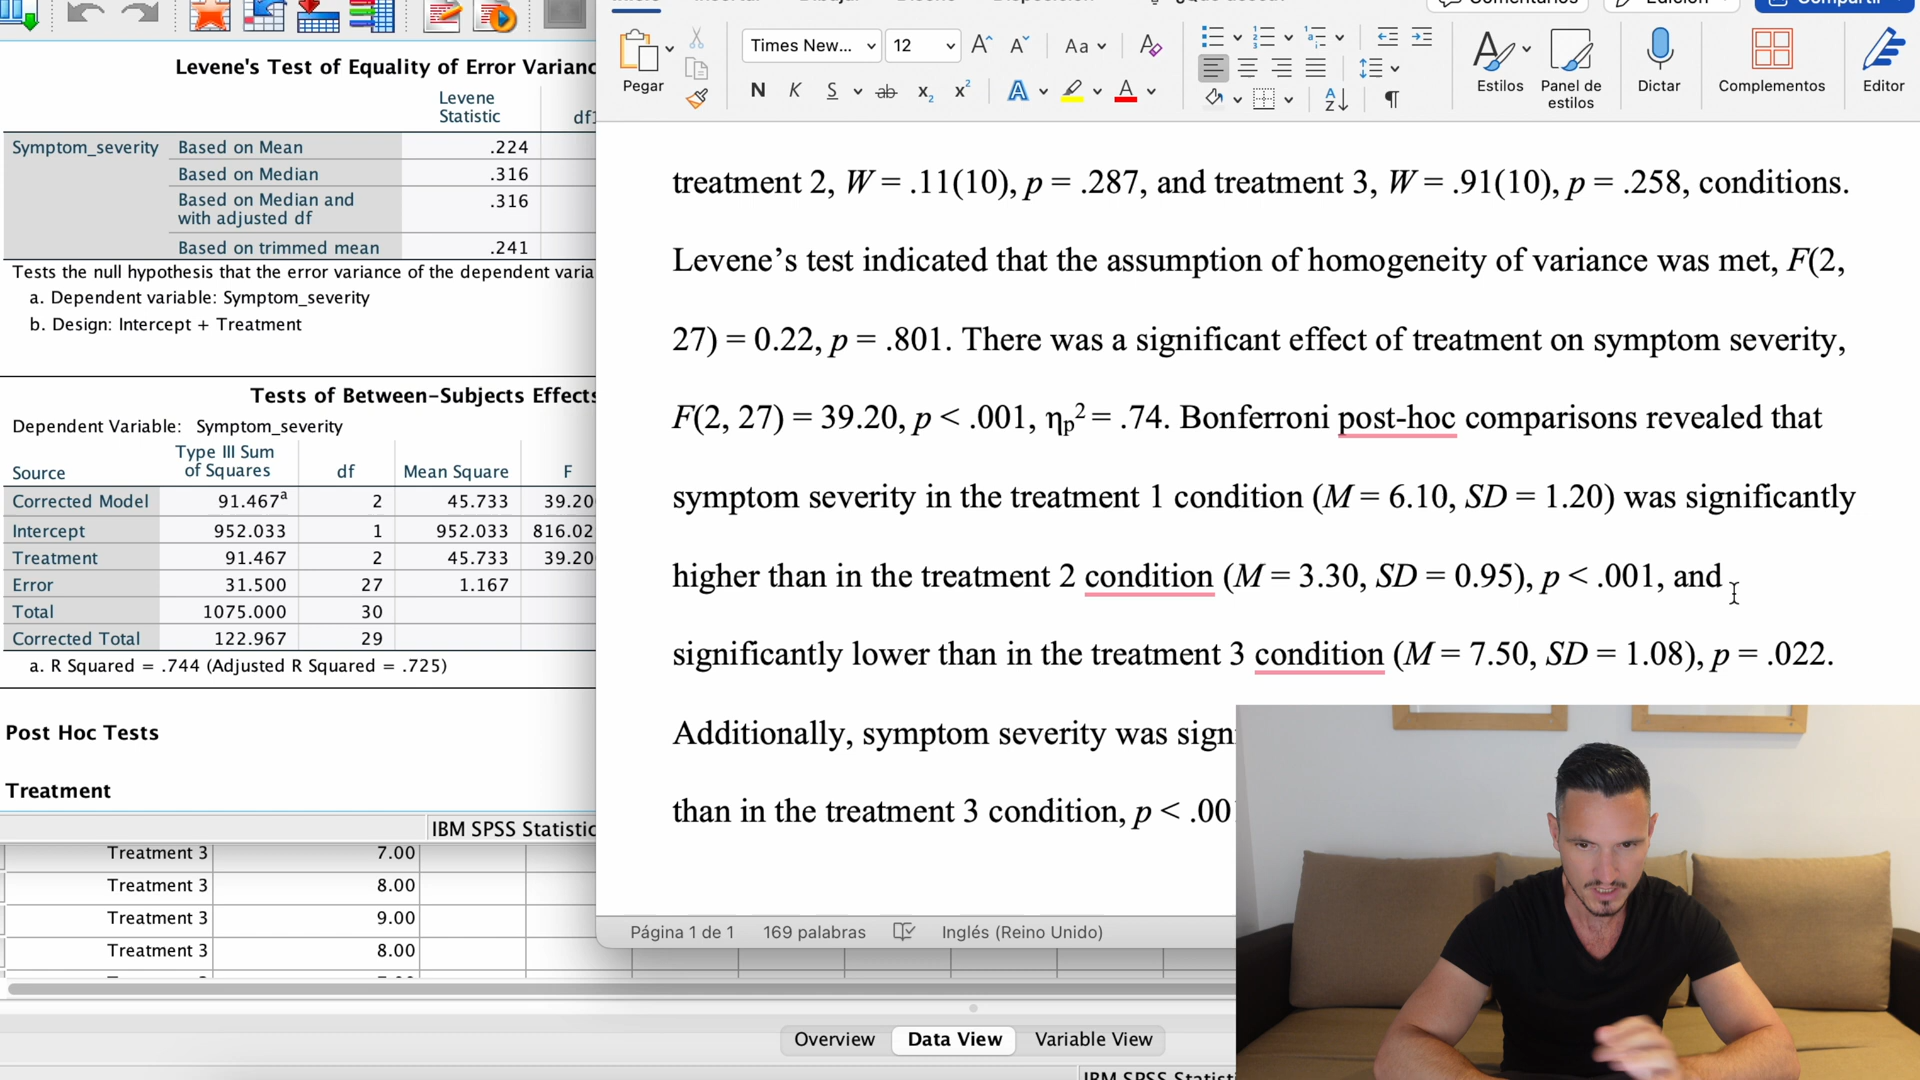 Levene's Test of Equality of Error Varianc
Levene
Statistic
df1
Symptom_severity
Based on Mean
.224
Based on Median
.316
Based on Median and
with adjusted df
.316
Based on trimmed mean
.241
Tests the null hypothesis that the error variance of the dependent varia
a. Dependent variable: Symptom_severity
b. Design: Intercept + Treatment
Tests of Between-Subjects Effects
Dependent Variable: Symptom_severity
Source
Type III Sum
of Squares
df
Mean Square
F
Corrected Model 91.467a 2 45.733 39.20
Intercept 952.033 1 952.033 816.02
Treatment 91.467 2 45.733 39.20
Error 31.500 27 1.167
Total 1075.000 30
Corrected Total 122.967 29
a. R Squared = .744 (Adjusted R Squared = .725)
Post Hoc Tests
Treatment
IBM SPSS Statistic
Treatment 3 7.00
Treatment 3 8.00
Treatment 3 9.00
Treatment 3 8.00
Pegar
Times New...
12
Aa
N K S ab x2 x2
Estilos
Panel de
estilos
Dictar
Complementos
Editor
treatment 2, W = .11(10), p = .287, and treatment 3, W = .91(10), p = .258, conditions.
Levene’s test indicated that the assumption of homogeneity of variance was met, F(2,
27) = 0.22, p = .801. There was a significant effect of treatment on symptom severity,
F(2, 27) = 39.20, p < .001, ηp2 = .74. Bonferroni post-hoc comparisons revealed that
symptom severity in the treatment 1 condition (M = 6.10, SD = 1.20) was significantly
higher than in the treatment 2 condition (M = 3.30, SD = 0.95), p < .001, and
significantly lower than in the treatment 3 condition (M = 7.50, SD = 1.08), p = .022.
Additionally, symptom severity was sign
than in the treatment 3 condition, p < .00
Página 1 de 1
169 palabras
Inglés (Reino Unido)
Overview
Data View
Variable View